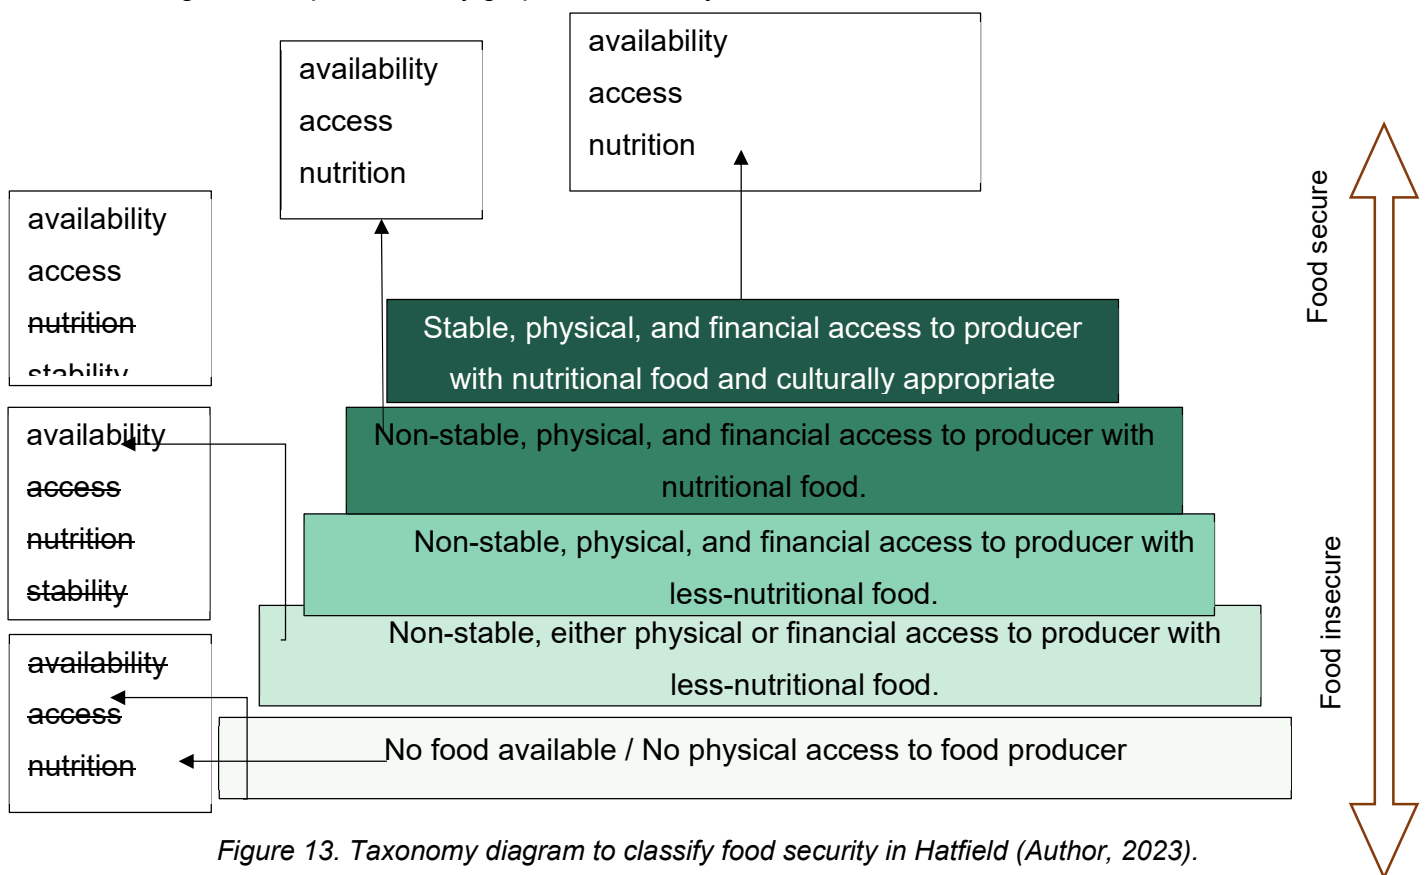 availability
access
nutrition
availability
access
nutrition
availability
access
nutrition
stability
Food secure
Stable, physical, and financial access to producer
with nutritional food and culturally appropriate
availability
access
nutrition
stability
Non-stable, physical, and financial access to producer with
nutritional food.
Non-stable, physical, and financial access to producer with
less-nutritional food.
Food insecure
Non-stable, either physical or financial access to producer with
less-nutritional food.
availability
access
nutrition
No food available / No physical access to food producer
Figure 13. Taxonomy diagram to classify food security in Hatfield (Author, 2023).